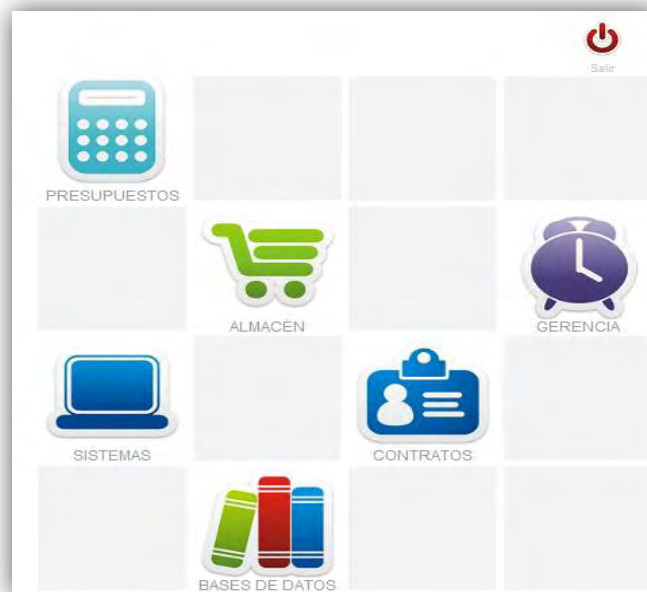 Salir
PRESUPUESTOS
ALMACÉN
GERENCIA
SISTEMAS
CONTRATOS
BASES DE DATOS